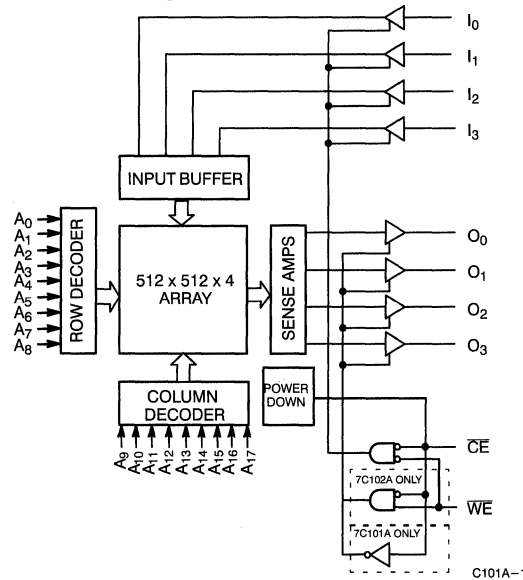 I0
I1
I2
I3
INPUT BUFFER
A0
A1
A2
A3
A4
A5
A6
A7
A8
ROW DECODER
512 x 512 x 4
ARRAY
SENSE AMPS
O0
O1
O2
O3
COLUMN
DECODER
POWER
DOWN
A9
A10
A11
A12
A13
A14
A15
A16
A17
C̅E̅
7C102A ONLY
W̅E̅
7C101A ONLY
C101A–1